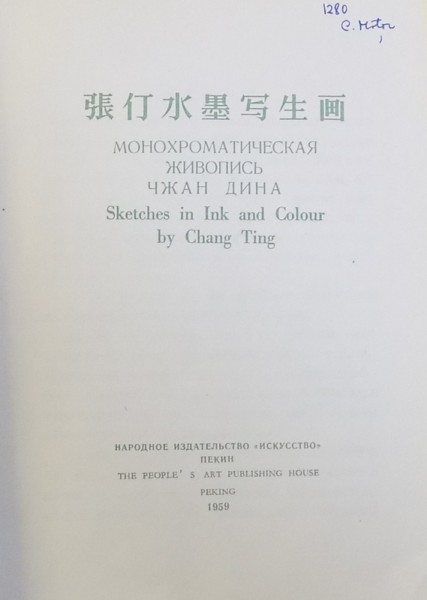 1280
張仃水墨写生画
МОНОХРОМАТИЧЕСКАЯ
ЖИВОПИСЬ
ЧЖАН ДИНА
Sketches in Ink and Colour
by Chang Ting
НАРОДНОЕ ИЗДАТЕЛЬСТВО «ИСКУССТВО»
ПЕКИН
THE PEOPLE' S ART PUBLISHING HOUSE
PEKING
1959